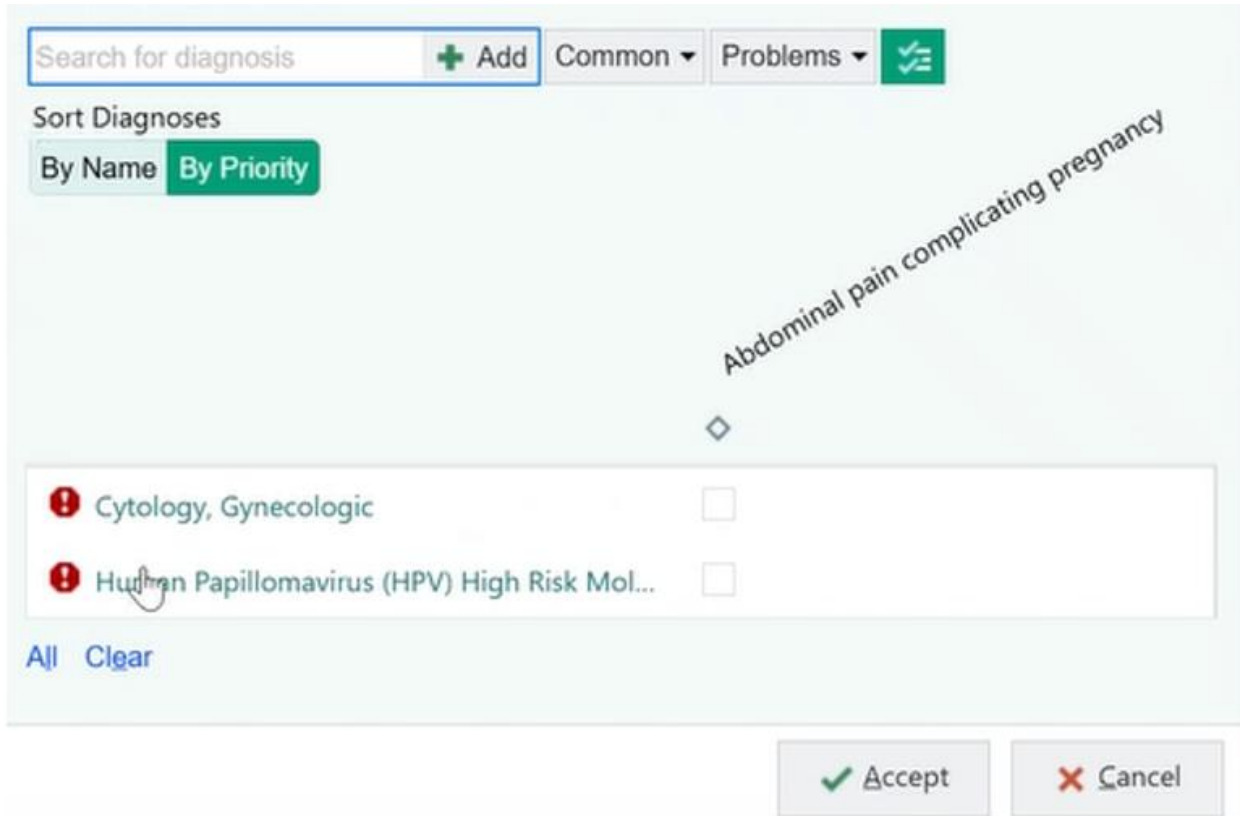 Search for diagnosis Add Common Problems
Sort Diagnoses
By Name By Priority
Abdominal pain complicating pregnancy
Cytology, Gynecologic
Human Papillomavirus (HPV) High Risk Mol...
All Clear
Accept Cancel